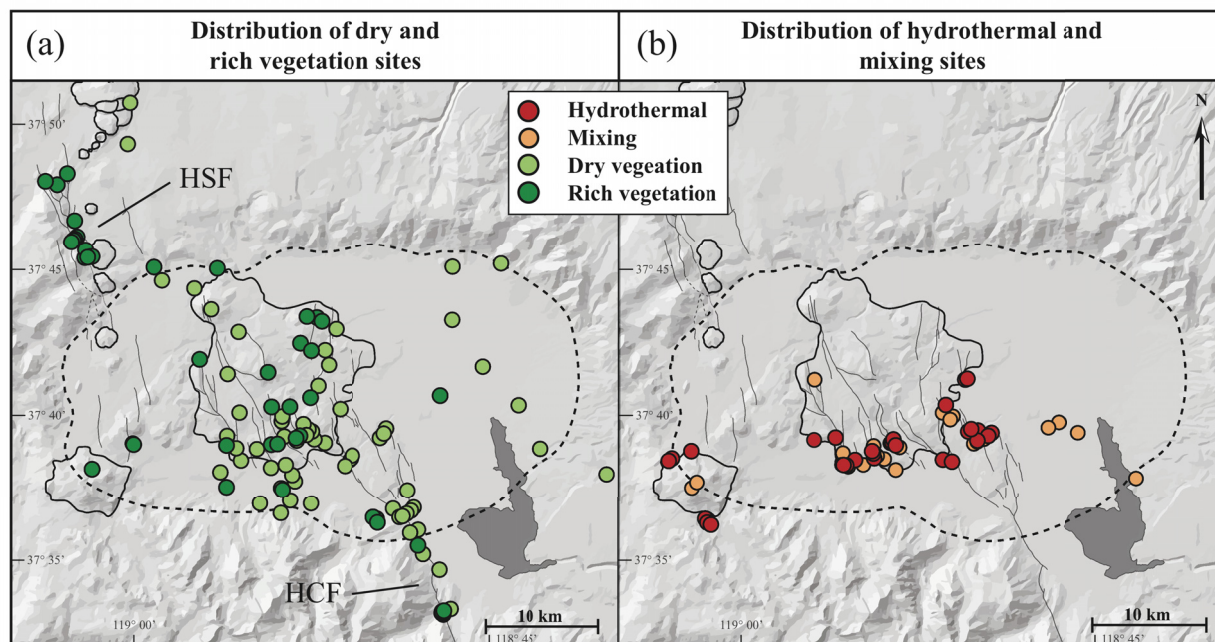 (a)
Distribution of dry and
rich vegetation sites
(b)
Distribution of hydrothermal and
mixing sites
Hydrothermal
Mixing
Dry vegeation
Rich vegetation
N
HSF
HCF
37° 50'
37° 45'
37° 40'
37° 35'
119° 00'
10 km
118° 45'
37° 50'
37° 45'
37° 40'
37° 35'
119° 00'
10 km
118° 45'